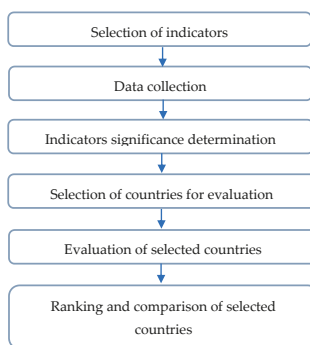 Selection of indicators
Data collection
Indicators significance determination
Selection of countries for evaluation
Evaluation of selected countries
Ranking and comparison of selected
countries